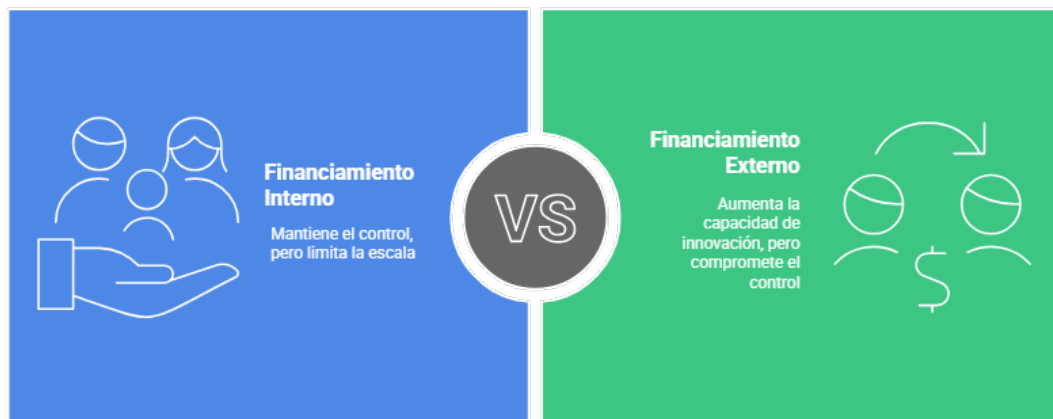 Financiamiento
Interno
Mantiene el control,
pero limita la escala
VS
Financiamiento
Externo
Aumenta la
capacidad de
innovación, pero
compromete el
control
$